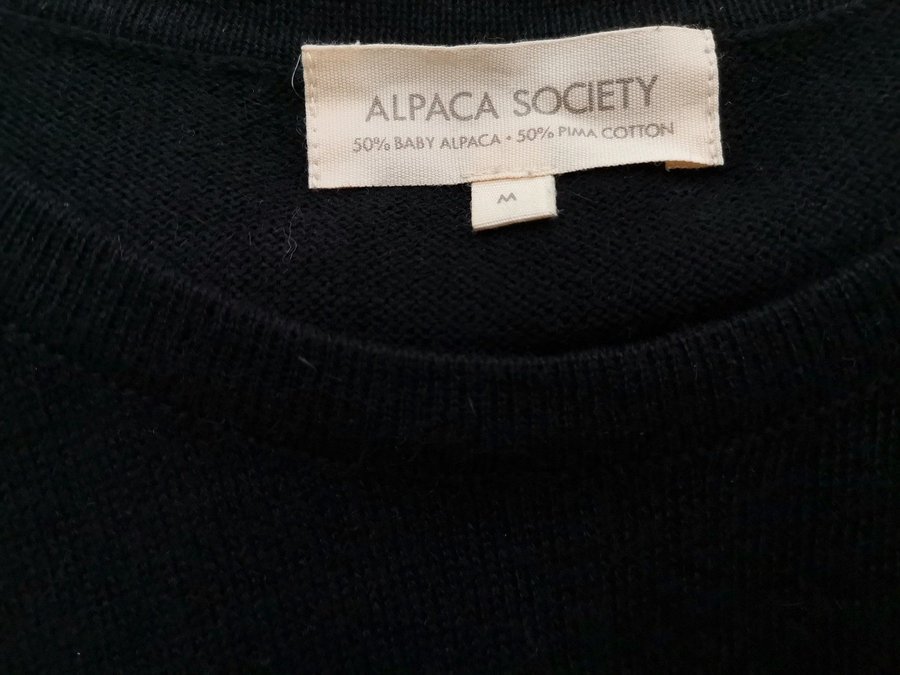 ALPACA SOCIETY
50% BABY ALPACA • 50% PIMA COTTON
M